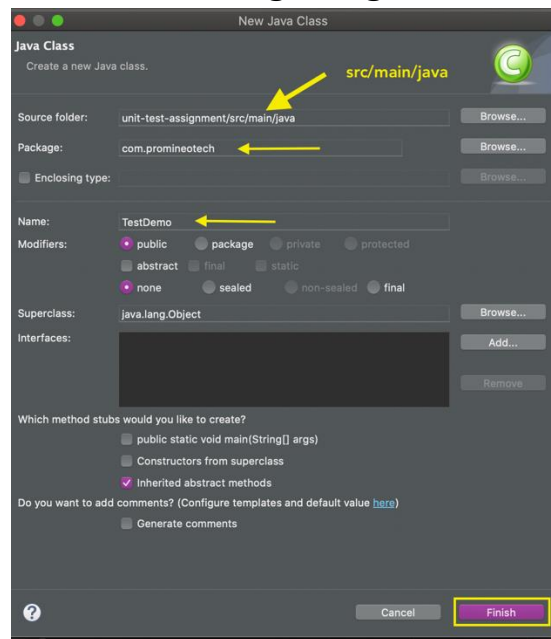 New Java Class
Java Class
Create a new Java class.
src/main/java
Source folder: unit-test-assignment/src/main/java Browse...
Package: com.promineotech Browse...
Enclosing type: Browse...
Name: TestDemo
Modifiers: public package private protected
abstract final static
none sealed non-sealed final
Superclass: java.lang.Object Browse...
Interfaces: Add...
Remove
Which method stubs would you like to create?
public static void main(String[] args)
Constructors from superclass
Inherited abstract methods
Do you want to add comments? (Configure templates and default value here)
Generate comments
? Cancel Finish